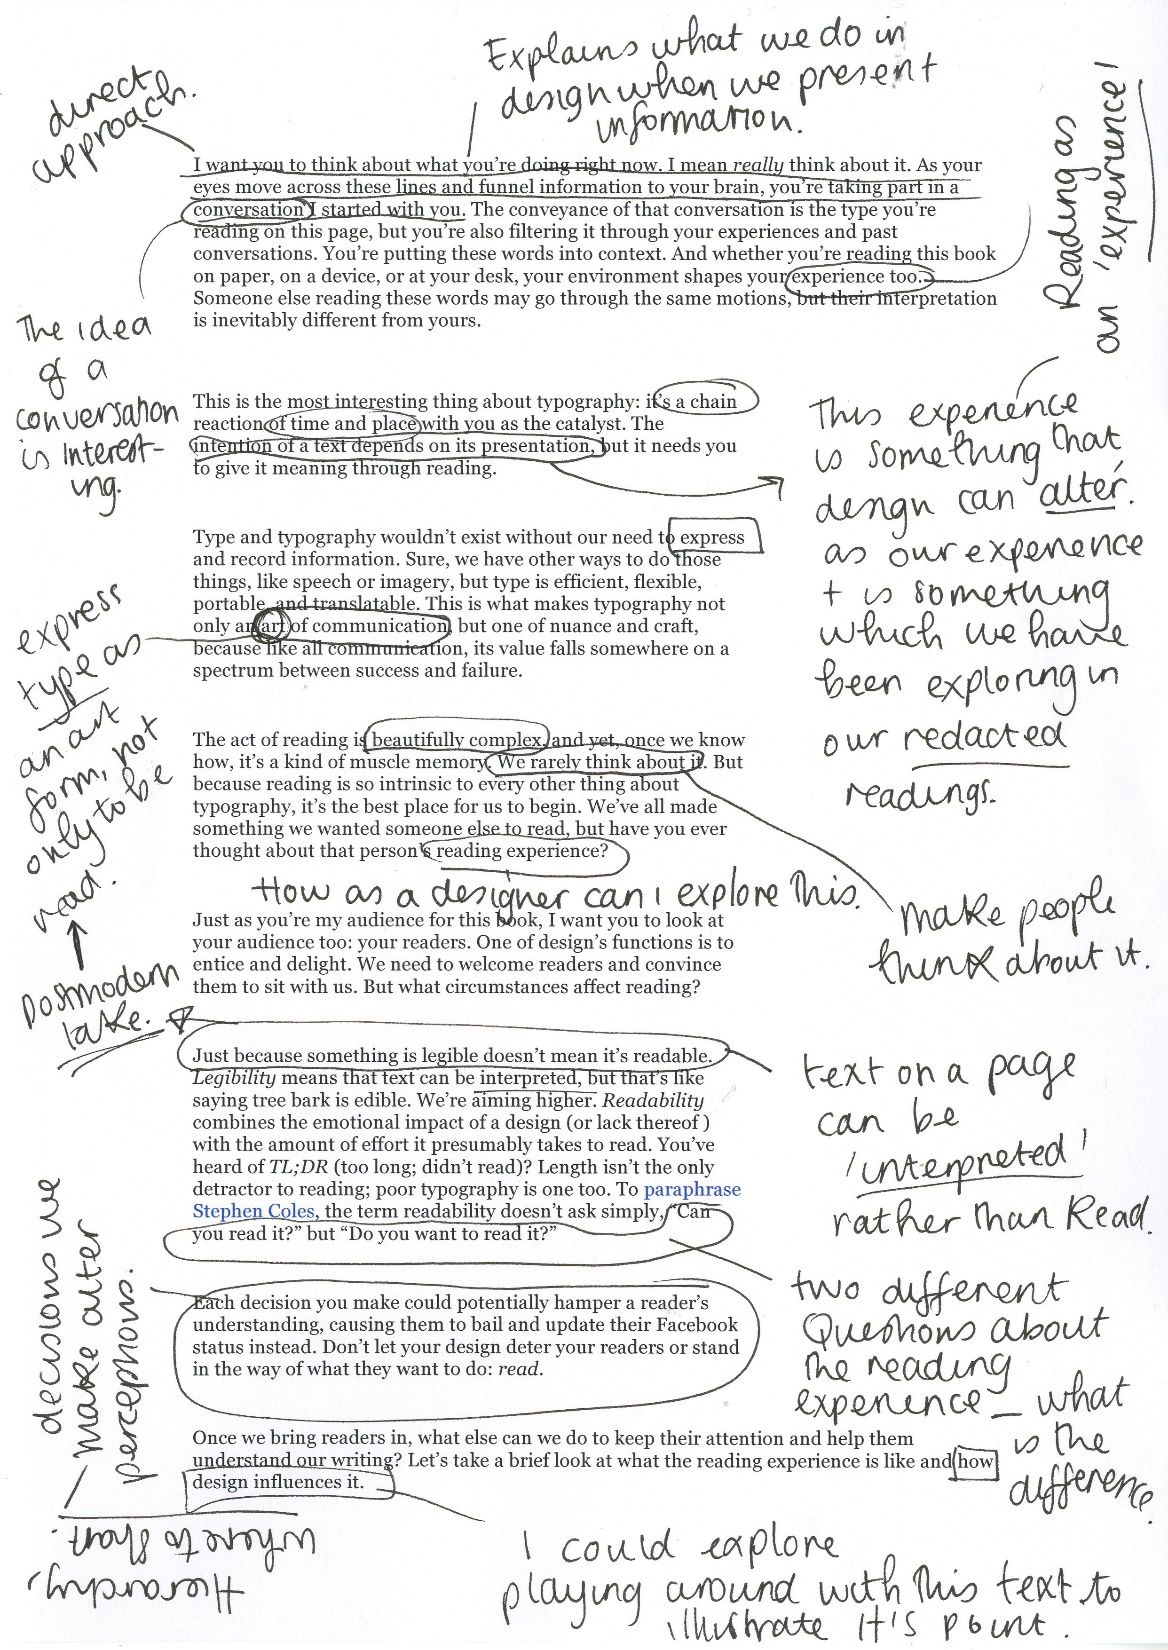 Explains what we do in
design when we present
information.
direct
approach.
Reading as
an 'experience!
I want you to think about what you're doing right now. I mean really think about it. As your
eyes move across these lines and funnel information to your brain, you're taking part in a
conversation I started with you. The conveyance of that conversation is the type you're
reading on this page, but you're also filtering it through your experiences and past
conversations. You're putting these words into context. And whether you're reading this book
on paper, on a device, or at your desk, your environment shapes your experience too.
Someone else reading these words may go through the same motions, but their interpretation
is inevitably different from yours.
The idea
of a
conversation
is interest-
ing.
This is the most interesting thing about typography: it's a chain
reaction of time and place with you as the catalyst. The
intention of a text depends on its presentation, but it needs you
to give it meaning through reading.
This experience
is something that
design can alter.
as our experience
+ is something
which we have
been exploring in
our redacted
readings.
Type and typography wouldn't exist without our need to express
and record information. Sure, we have other ways to do those
things, like speech or imagery, but type is efficient, flexible,
portable, and translatable. This is what makes typography not
only an art of communication, but one of nuance and craft,
because like all communication, its value falls somewhere on a
spectrum between success and failure.
express
type as
an art
form, not
only to be
read.
The act of reading is beautifully complex, and yet, once we know
how, it's a kind of muscle memory. We rarely think about it. But
because reading is so intrinsic to every other thing about
typography, it's the best place for us to begin. We've all made
something we wanted someone else to read, but have you ever
thought about that person's reading experience?
How as a designer can I explore this.
make people
think about it.
Just as you're my audience for this book, I want you to look at
your audience too: your readers. One of design's functions is to
entice and delight. We need to welcome readers and convince
them to sit with us. But what circumstances affect reading?
postmodern
take.
Just because something is legible doesn't mean it's readable.
Legibility means that text can be interpreted, but that's like
saying tree bark is edible. We're aiming higher. Readability
combines the emotional impact of a design (or lack thereof )
with the amount of effort it presumably takes to read. You've
heard of TL;DR (too long; didn't read)? Length isn't the only
detractor to reading; poor typography is one too. To paraphrase
Stephen Coles, the term readability doesn't ask simply, "Can
you read it?" but "Do you want to read it?"
text on a page
can be
'interpreted'
rather than Read.
two different
Questions about
the reading
experience – what
is the
difference.
decisions we
make alter
perceptions.
Each decision you make could potentially hamper a reader's
understanding, causing them to bail and update their Facebook
status instead. Don't let your design deter your readers or stand
in the way of what they want to do: read.
Once we bring readers in, what else can we do to keep their attention and help them
understand our writing? Let's take a brief look at what the reading experience is like and how
design influences it.
Hierarchy,
where to start.
I could explore
playing around with this text to
illustrate it's point.